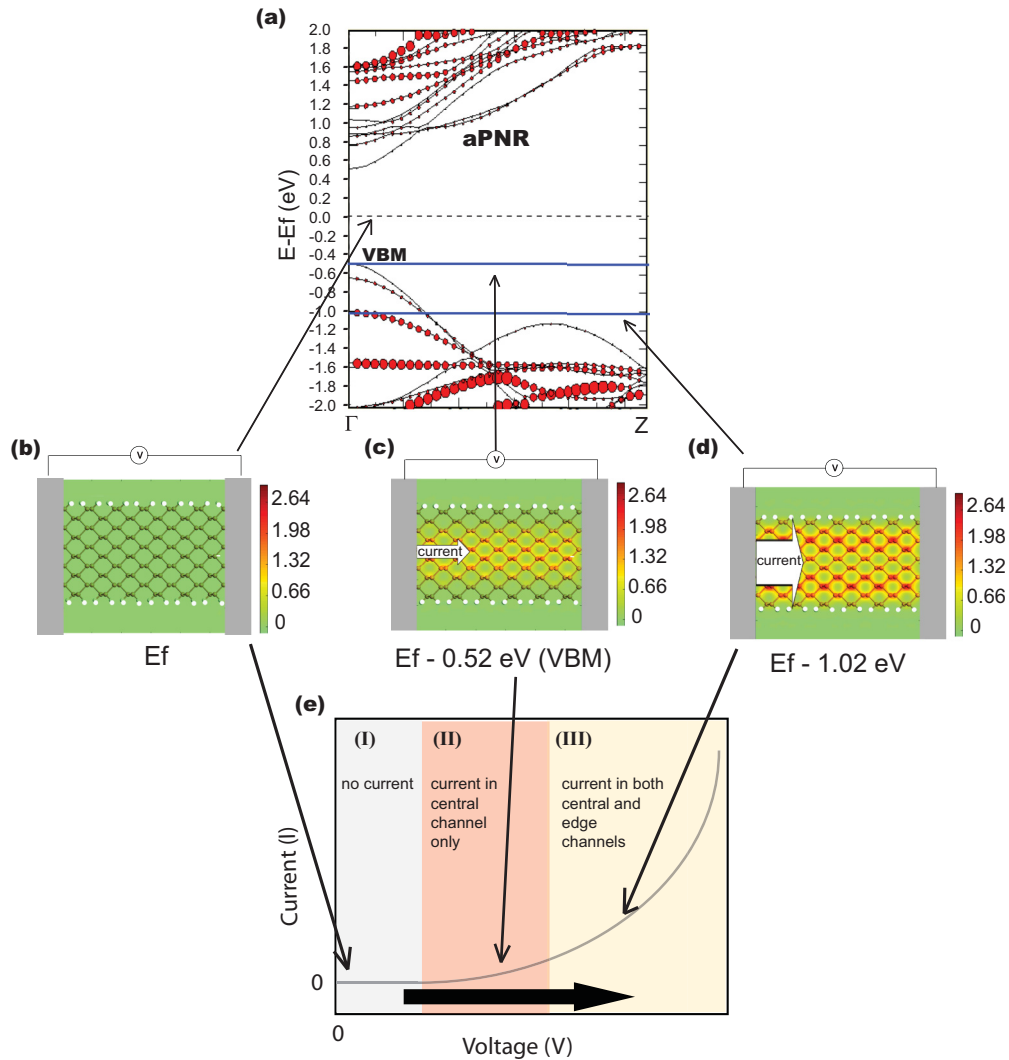 (a)
2.0
1.8
1.6
1.4
1.2
1.0
0.8
0.6
0.4
0.2
0.0
-0.2
-0.4
-0.6
-0.8
-1.0
-1.2
-1.4
-1.6
-1.8
-2.0
E-Ef (eV)
aPNR
VBM
Γ
Z
(b)
V
2.64
1.98
1.32
0.66
0
Ef
(c)
V
current
2.64
1.98
1.32
0.66
0
Ef - 0.52 eV (VBM)
(d)
V
current
2.64
1.98
1.32
0.66
0
Ef - 1.02 eV
(e)
(I)
no current
(II)
current in
central
channel
only
(III)
current in both
central and
edge
channels
Current (I)
0
0
Voltage (V)